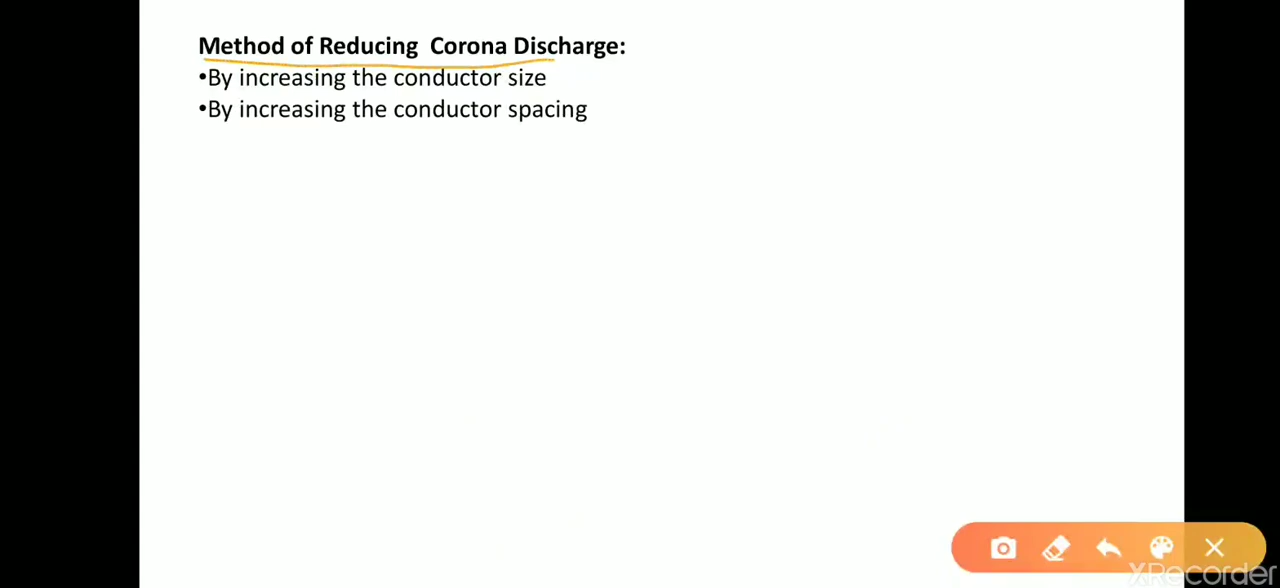 Method of Reducing Corona Discharge:
•By increasing the conductor size
•By increasing the conductor spacing
XRecorder